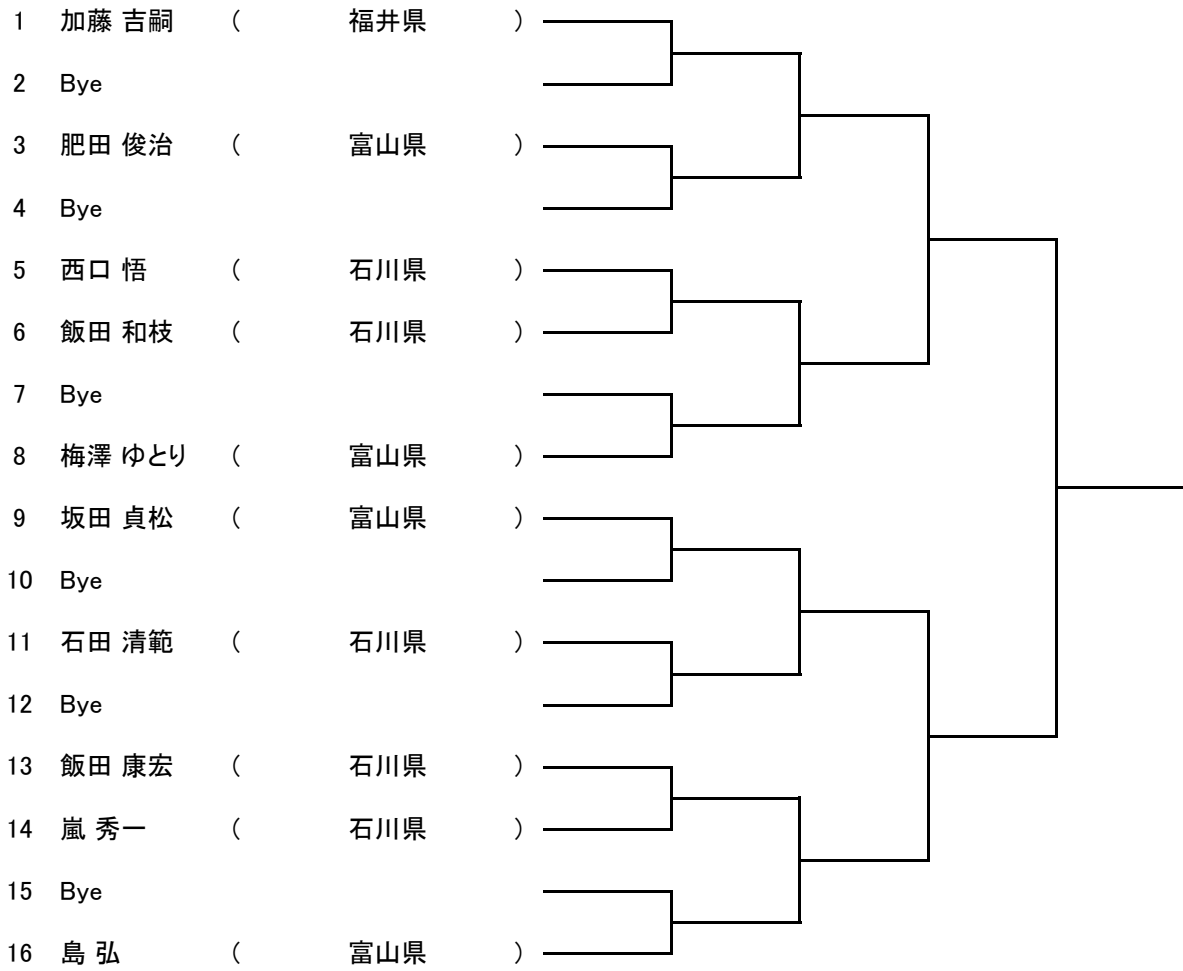 1 加藤 吉嗣 ( 福井県 )
2 Bye
3 肥田 俊治 ( 富山県 )
4 Bye
5 西口 悟 ( 石川県 )
6 飯田 和枝 ( 石川県 )
7 Bye
8 梅澤 ゆとり ( 富山県 )
9 坂田 貞松 ( 富山県 )
10 Bye
11 石田 清範 ( 石川県 )
12 Bye
13 飯田 康宏 ( 石川県 )
14 嵐 秀一 ( 石川県 )
15 Bye
16 島 弘 ( 富山県 )